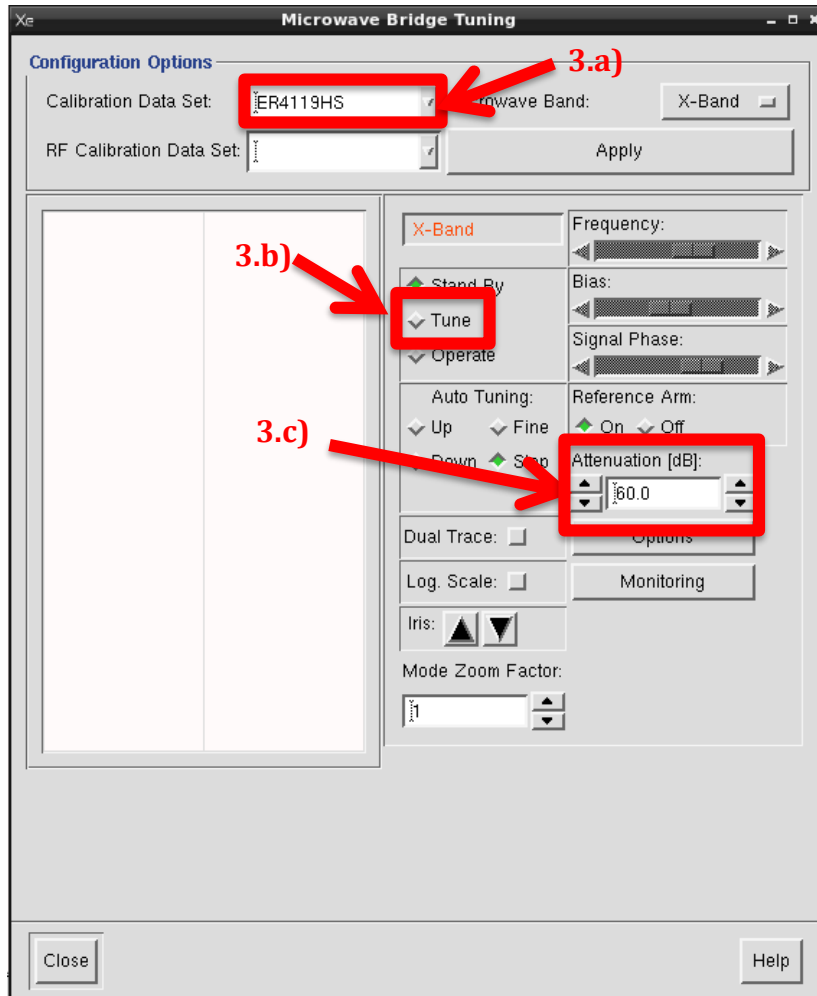 Microwave Bridge Tuning
Configuration Options
3.a)
Calibration Data Set: ER4119HS rowave Band: X-Band
RF Calibration Data Set: Apply
X-Band
Frequency:
3.b)
Stand By
Bias:
Tune
Signal Phase:
Operate
Auto Tuning:
Reference Arm:
Up Fine
On Off
3.c)
Down Stop
Attenuation [dB]:
60.0
Dual Trace:
Options
Log. Scale:
Monitoring
Iris:
Mode Zoom Factor:
1
Close
Help